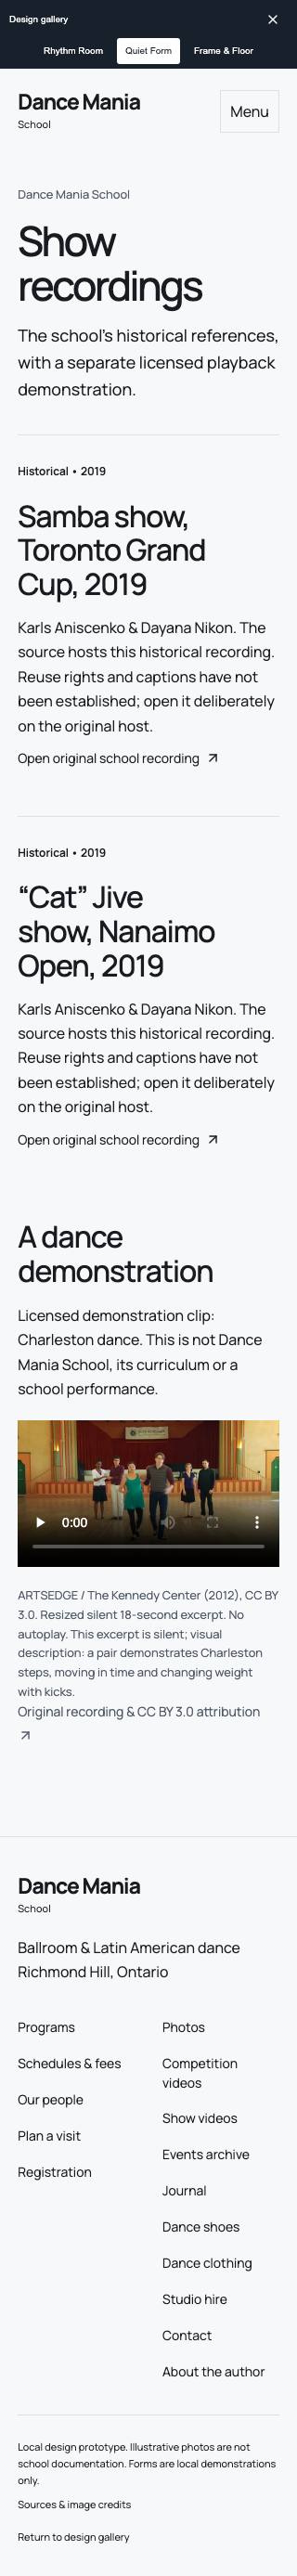 Design gallery
Rhythm Room Quiet Form Frame & Floor
Dance Mania
School
Menu
Dance Mania School
Show
recordings
The school's historical references,
with a separate licensed playback
demonstration.
Historical • 2019
Samba show,
Toronto Grand
Cup, 2019
Karls Aniscenko & Dayana Nikon. The
source hosts this historical recording.
Reuse rights and captions have not
been established; open it deliberately
on the original host.
Open original school recording
Historical • 2019
“Cat” Jive
show, Nanaimo
Open, 2019
Karls Aniscenko & Dayana Nikon. The
source hosts this historical recording.
Reuse rights and captions have not
been established; open it deliberately
on the original host.
Open original school recording
A dance
demonstration
Licensed demonstration clip:
Charleston dance. This is not Dance
Mania School, its curriculum or a
school performance.
0:00
ARTSEDGE / The Kennedy Center (2012), CC BY
3.0. Resized silent 18-second excerpt. No
autoplay. This excerpt is silent; visual
description: a pair demonstrates Charleston
steps, moving in time and changing weight
with kicks.
Original recording & CC BY 3.0 attribution
Dance Mania
School
Ballroom & Latin American dance
Richmond Hill, Ontario
Programs
Schedules & fees
Our people
Plan a visit
Registration
Photos
Competition
videos
Show videos
Events archive
Journal
Dance shoes
Dance clothing
Studio hire
Contact
About the author
Local design prototype. Illustrative photos are not
school documentation. Forms are local demonstrations
only.
Sources & image credits
Return to design gallery